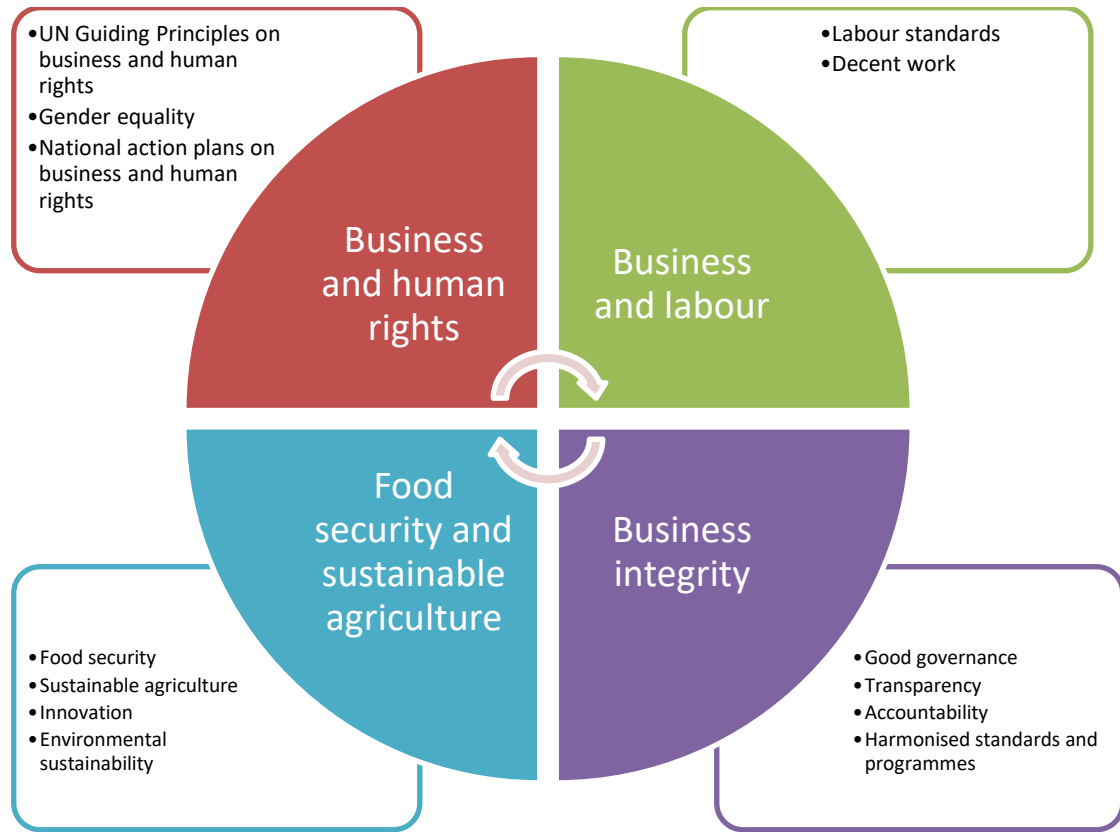 •UN Guiding Principles on
business and human
rights
•Gender equality
•National action plans on
business and human
rights
•Labour standards
•Decent work
Business
and human
rights
Business
and labour
Food
security and
sustainable
agriculture
Business
integrity
•Food security
•Sustainable agriculture
•Innovation
•Environmental
sustainability
•Good governance
•Transparency
•Accountability
•Harmonised standards and
programmes